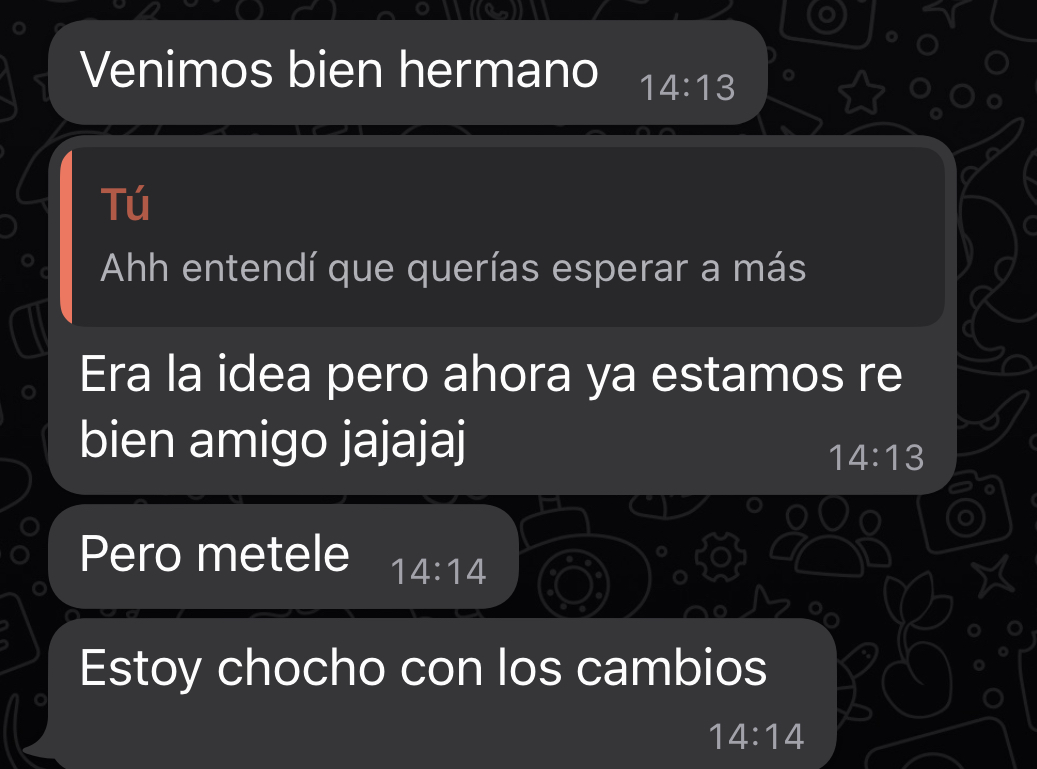 Venimos bien hermano
14:13
Tú
Ahh entendí que querías esperar a más
Era la idea pero ahora ya estamos re
bien amigo jajajaj
14:13
Pero metele
14:14
Estoy chocho con los cambios
14:14